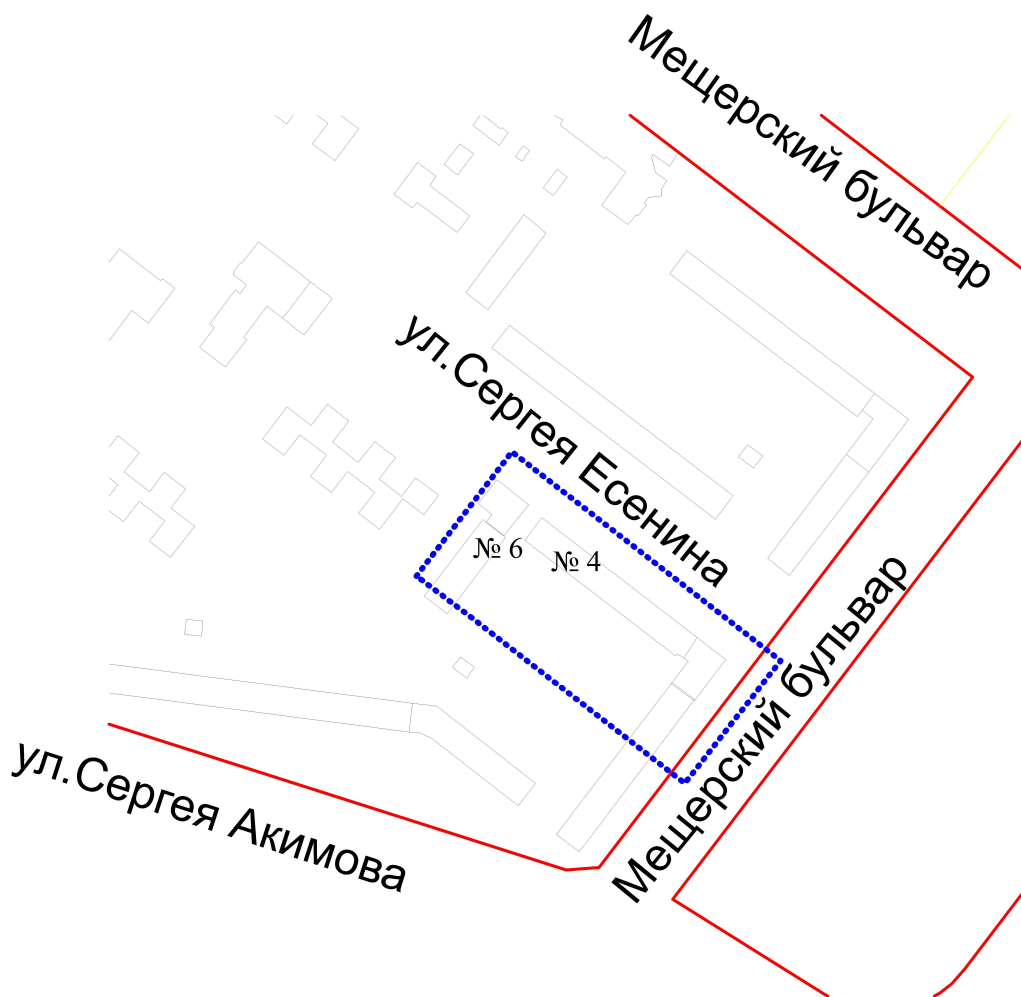 Мещерский бульвар
ул.Сергея Есенина
№ 6
№ 4
Мещерский бульвар
ул.Сергея Акимова